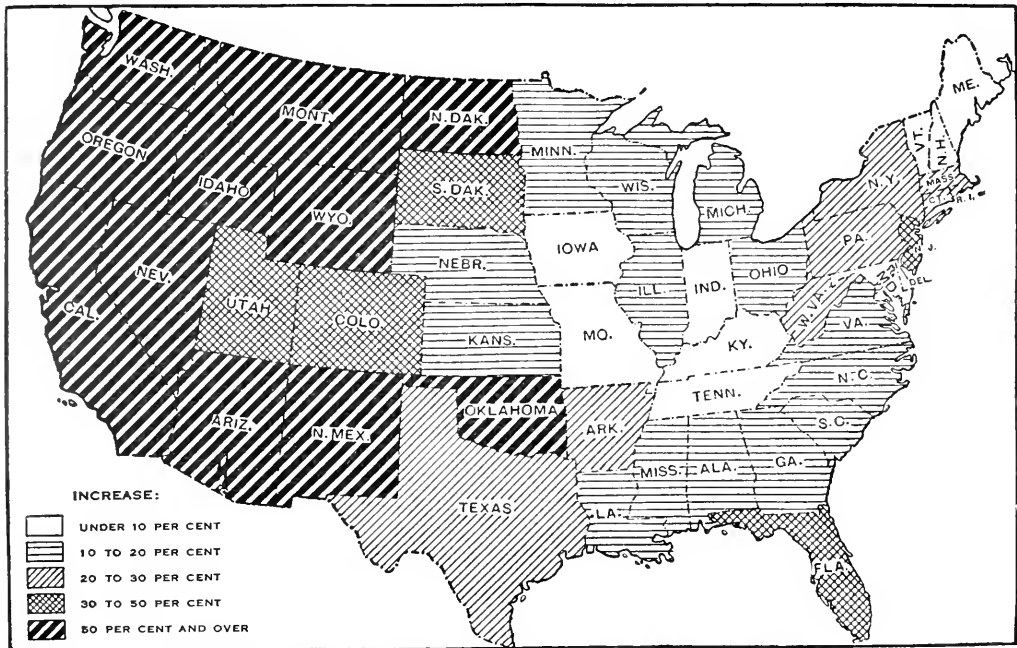 WASH.
MONT.
N. DAK.
MINN.
ME.
VT.
N.H.
OREGON
IDAHO
S. DAK.
WIS.
MICH.
N.Y.
MASS.
CT.
R.I.
WYO.
IOWA
PA.
N. J.
NEV.
NEBR.
ILL.
IND.
OHIO
DEL.
CAL.
UTAH
COLO.
KANS.
MO.
KY.
W. VA.
VA.
TENN.
N.C.
ARIZ.
N. MEX.
OKLAHOMA
ARK.
S.C.
MISS.
ALA.
GA.
TEXAS
LA.
FLA.
INCREASE:
UNDER 10 PER CENT
10 TO 20 PER CENT
20 TO 30 PER CENT
30 TO 50 PER CENT
50 PER CENT AND OVER